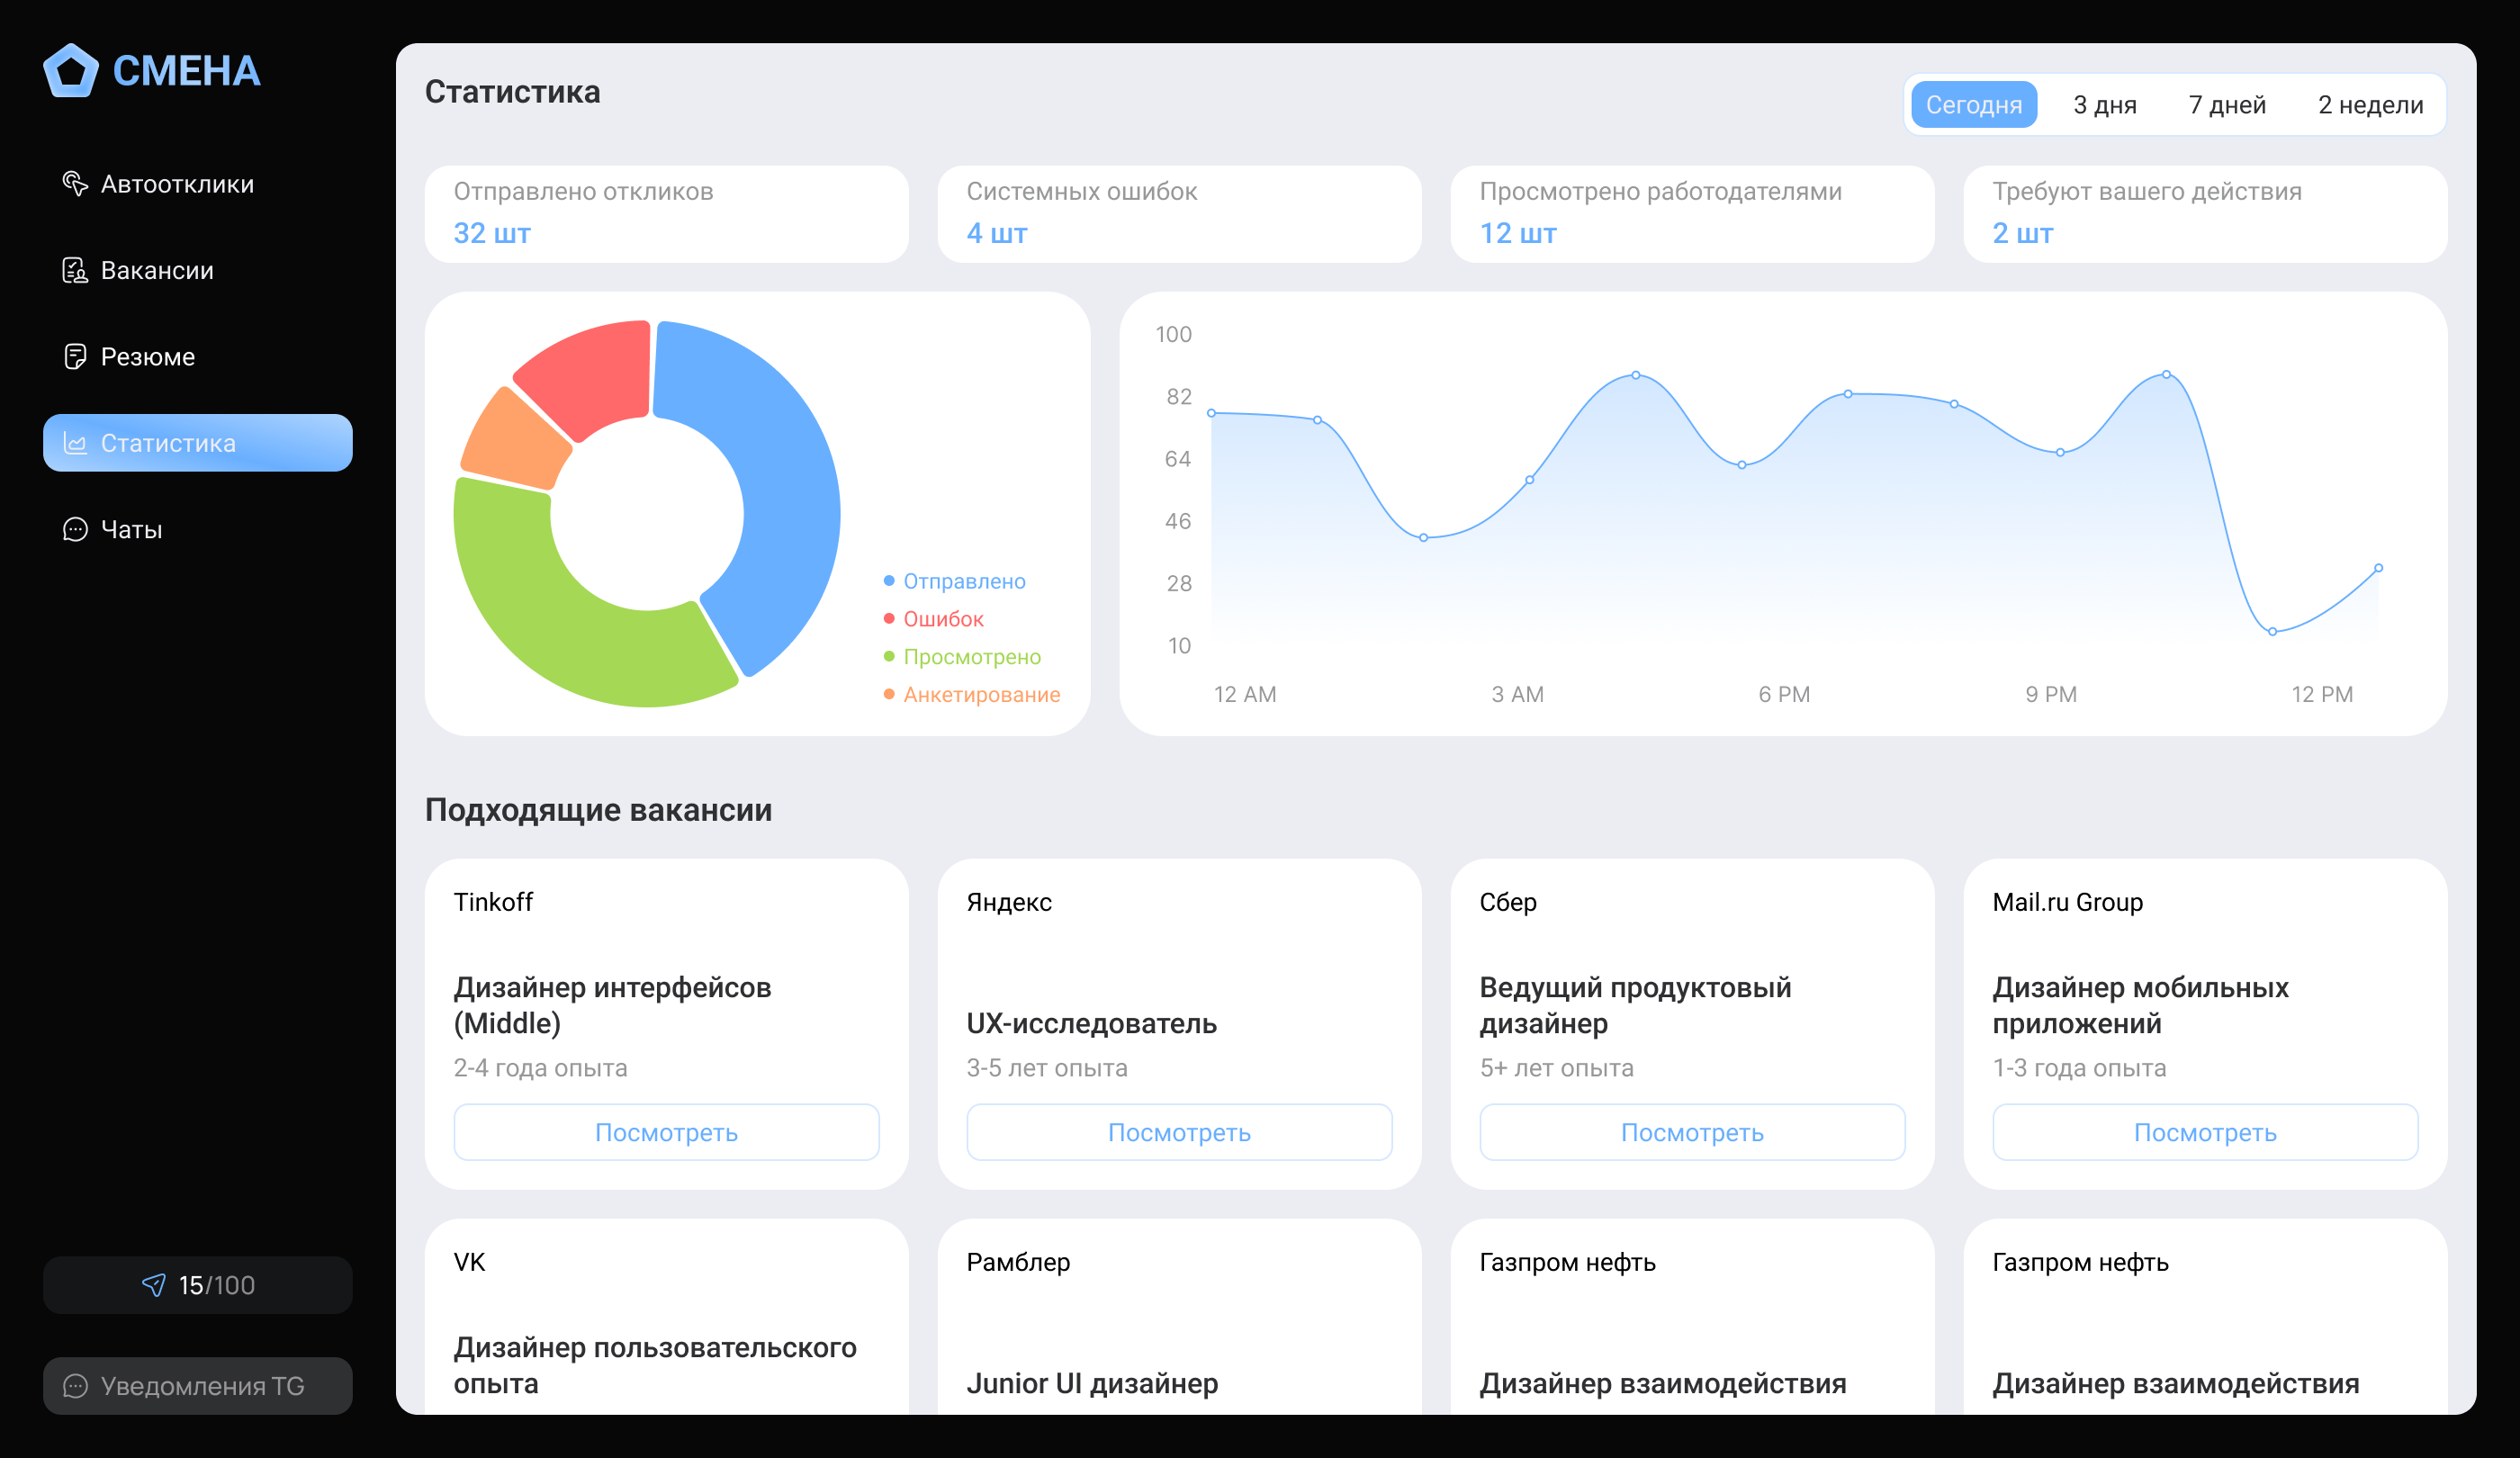 СМЕНА
Автоотклики
Вакансии
Резюме
Статистика
Чаты
15/100
Уведомления TG
Статистика
Сегодня
3 дня
7 дней
2 недели
Отправлено откликов
32 шт
Системных ошибок
4 шт
Просмотрено работодателями
12 шт
Требуют вашего действия
2 шт
Отправлено
Ошибок
Просмотрено
Анкетирование
100
82
64
46
28
10
12 AM
3 AM
6 PM
9 PM
12 PM
Подходящие вакансии
Tinkoff
Дизайнер интерфейсов
(Middle)
2-4 года опыта
Посмотреть
Яндекс
UX-исследователь
3-5 лет опыта
Посмотреть
Сбер
Ведущий продуктовый
дизайнер
5+ лет опыта
Посмотреть
Mail.ru Group
Дизайнер мобильных
приложений
1-3 года опыта
Посмотреть
VK
Дизайнер пользовательского
опыта
Рамблер
Junior UI дизайнер
Газпром нефть
Дизайнер взаимодействия
Газпром нефть
Дизайнер взаимодействия